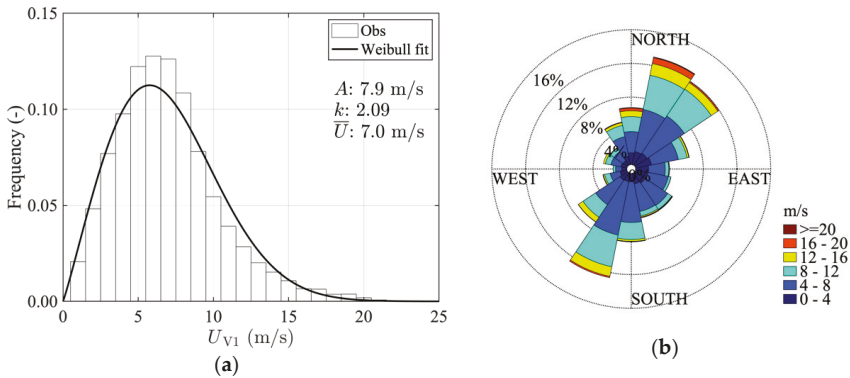 0.15
0.10
0.05
0.00
Frequency (-)
Obs
Weibull fit
A: 7.9 m/s
k: 2.09
U̅: 7.0 m/s
0 5 10 15 20 25
U_V1 (m/s)
(a)
NORTH
16%
12%
8%
4%
0%
WEST
EAST
SOUTH
m/s
>=20
16 - 20
12 - 16
8 - 12
4 - 8
0 - 4
(b)